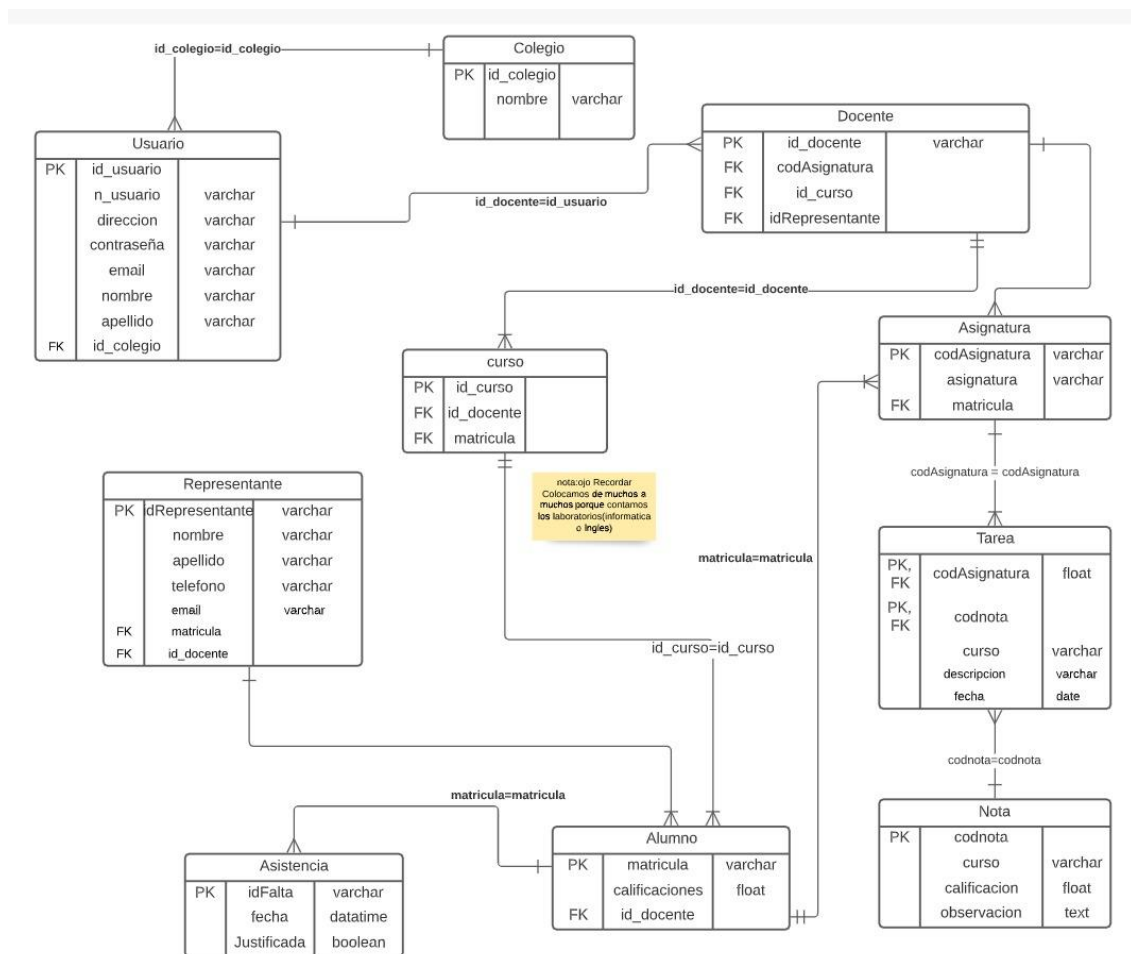 id_colegio=id_colegio
Colegio
PK id_colegio
nombre varchar
Usuario
PK id_usuario
n_usuario varchar
direccion varchar
contraseña varchar
email varchar
nombre varchar
apellido varchar
FK id_colegio
Docente
PK id_docente varchar
FK codAsignatura
FK id_curso
FK idRepresentante
id_docente=id_usuario
id_docente=id_docente
Asignatura
PK codAsignatura varchar
asignatura varchar
FK matricula
curso
PK id_curso
FK id_docente
FK matricula
codAsignatura = codAsignatura
Representante
PK dRepresentante varchar
nombre varchar
apellido varchar
telefono varchar
email varchar
FK matricula
FK id_docente
nota:ojo Recordar
Colocamos de muchos a
muchos porque contamos
los laboratorios(informatica
o Ingles)
matricula=matricula
Tarea
PK, FK codAsignatura float
PK, FK codnota
curso varchar
descripcion varchar
fecha date
id_curso=id_curso
codnota=codnota
matricula=matricula
Nota
PK codnota
curso varchar
calificacion float
observacion text
Alumno
PK matricula varchar
calificaciones float
FK id_docente
Asistencia
PK idFalta varchar
fecha datatime
Justificada boolean